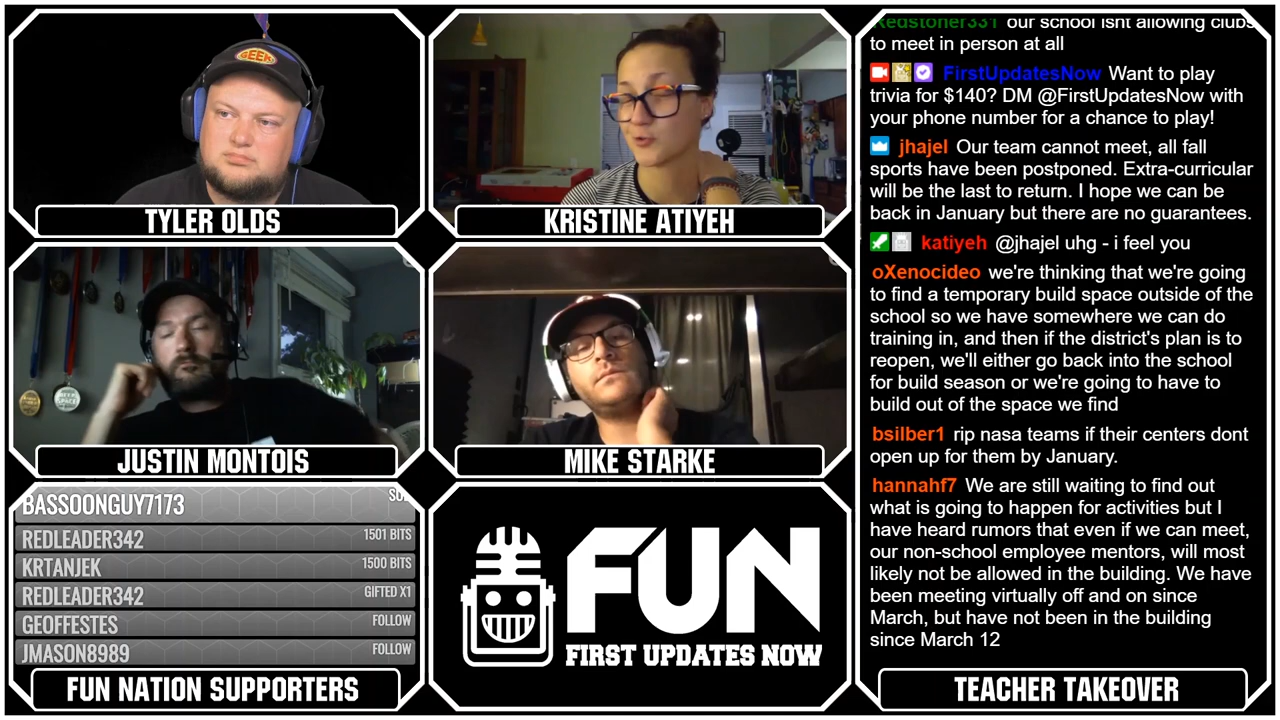 GEEK
TYLER OLDS
KRISTINE ATIYEH
JUSTIN MONTOIS
MIKE STARKE
BASSOONGUY7173
REDLEADER342 1501 BITS
KRTANJEK 1500 BITS
REDLEADER342 GIFTED X1
GEOFFESTES FOLLOW
JMASON8989 FOLLOW
FUN NATION SUPPORTERS
FUN
FIRST UPDATES NOW
Redstoner331 our school isnt allowing clubs
to meet in person at all
FirstUpdatesNow Want to play
trivia for $140? DM @FirstUpdatesNow with
your phone number for a chance to play!
jhajel Our team cannot meet, all fall
sports have been postponed. Extra-curricular
will be the last to return. I hope we can be
back in January but there are no guarantees.
katiyeh @jhajel uhg - i feel you
oXenocideo we're thinking that we're going
to find a temporary build space outside of the
school so we have somewhere we can do
training in, and then if the district's plan is to
reopen, we'll either go back into the school
for build season or we're going to have to
build out of the space we find
bsilber1 rip nasa teams if their centers dont
open up for them by January.
hannahf7 We are still waiting to find out
what is going to happen for activities but I
have heard rumors that even if we can meet,
our non-school employee mentors, will most
likely not be allowed in the building. We have
been meeting virtually off and on since
March, but have not been in the building
since March 12
TEACHER TAKEOVER